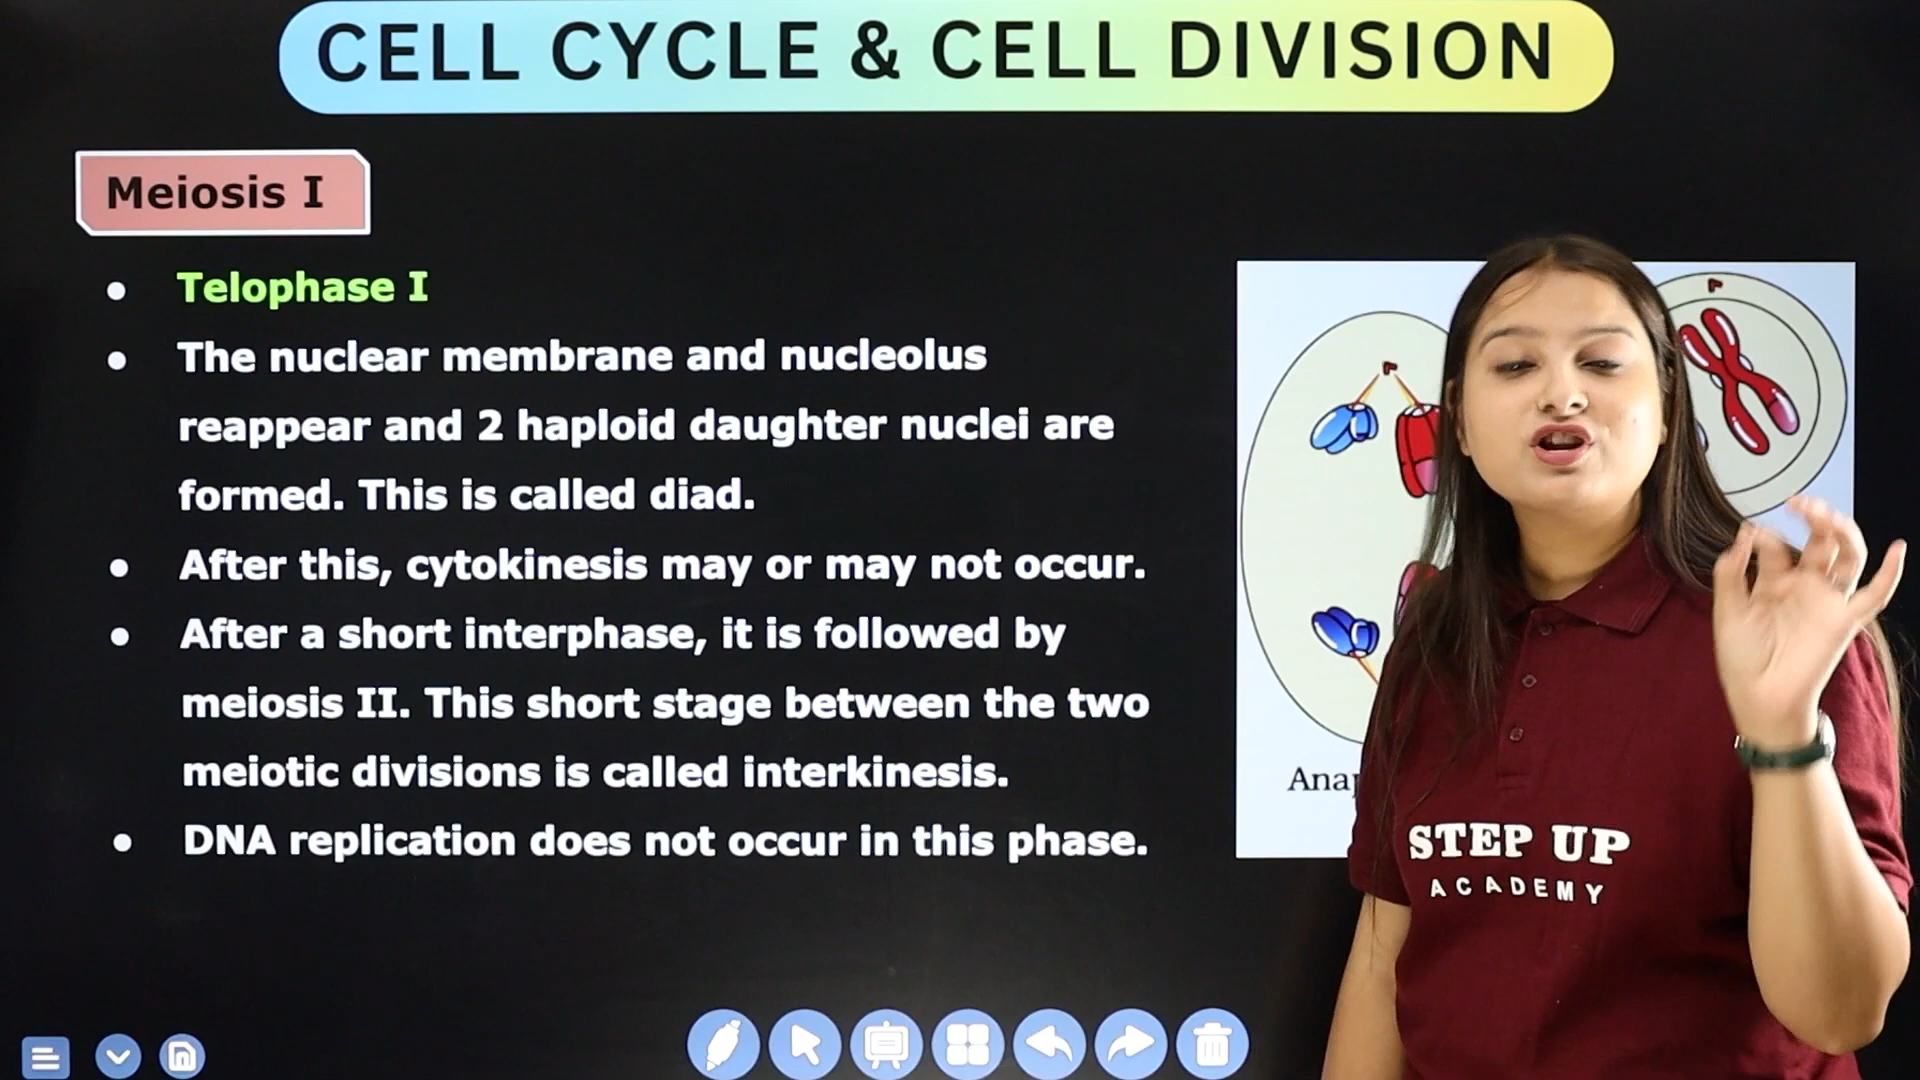 CELL CYCLE & CELL DIVISION
Meiosis I
Telophase I
The nuclear membrane and nucleolus
reappear and 2 haploid daughter nuclei are
formed. This is called diad.
After this, cytokinesis may or may not occur.
After a short interphase, it is followed by
meiosis II. This short stage between the two
meiotic divisions is called interkinesis.
DNA replication does not occur in this phase.
STEP UP
ACADEMY